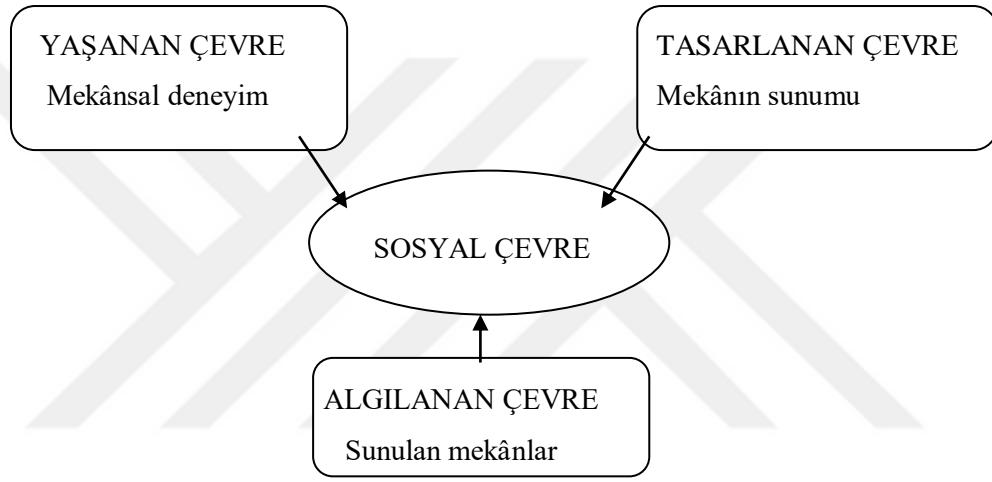 YAŞANAN ÇEVRE
Mekânsal deneyim
TASARLANAN ÇEVRE
Mekânın sunumu
SOSYAL ÇEVRE
ALGILANAN ÇEVRE
Sunulan mekânlar